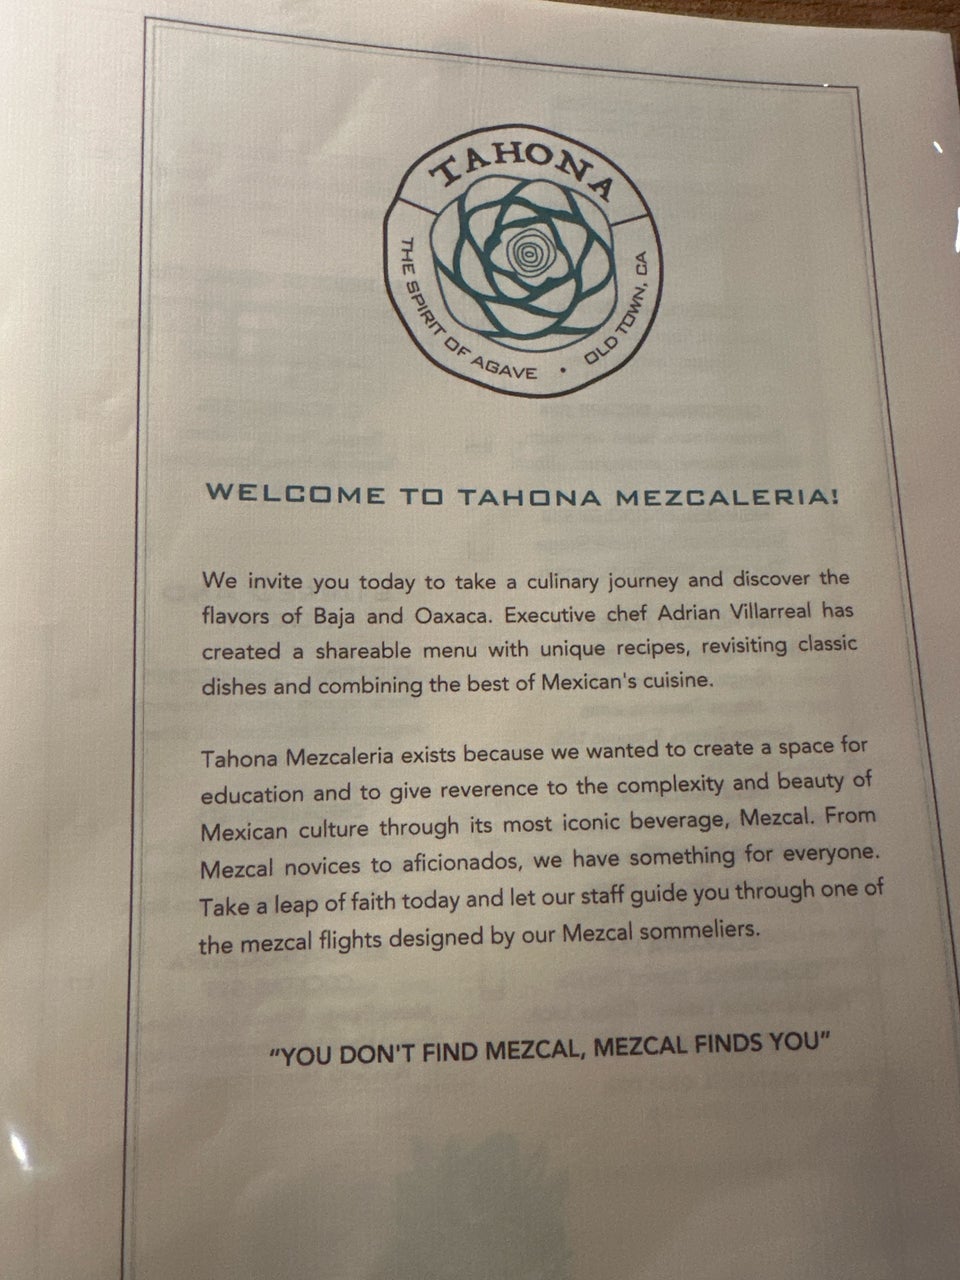 TAHONA
THE SPIRIT OF AGAVE • OLD TOWN, CA
WELCOME TO TAHONA MEZCALERIA!
We invite you today to take a culinary journey and discover the
flavors of Baja and Oaxaca. Executive chef Adrian Villarreal has
created a shareable menu with unique recipes, revisiting classic
dishes and combining the best of Mexican's cuisine.
Tahona Mezcaleria exists because we wanted to create a space for
education and to give reverence to the complexity and beauty of
Mexican culture through its most iconic beverage, Mezcal. From
Mezcal novices to aficionados, we have something for everyone.
Take a leap of faith today and let our staff guide you through one of
the mezcal flights designed by our Mezcal sommeliers.
“YOU DON'T FIND MEZCAL, MEZCAL FINDS YOU”